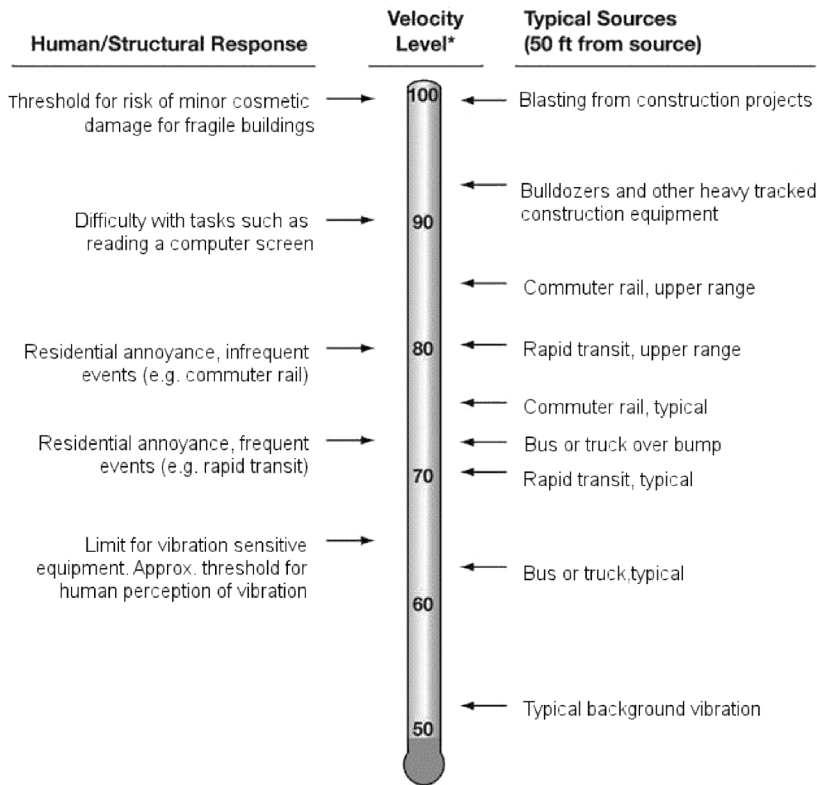 Human/Structural Response
Velocity
Level*
Typical Sources
(50 ft from source)
Threshold for risk of minor cosmetic
damage for fragile buildings
100
Blasting from construction projects
Bulldozers and other heavy tracked
construction equipment
Difficulty with tasks such as
reading a computer screen
90
Commuter rail, upper range
Residential annoyance, infrequent
events (e.g. commuter rail)
80
Rapid transit, upper range
Commuter rail, typical
Residential annoyance, frequent
events (e.g. rapid transit)
Bus or truck over bump
70
Rapid transit, typical
Limit for vibration sensitive
equipment. Approx. threshold for
human perception of vibration
Bus or truck,typical
60
Typical background vibration
50